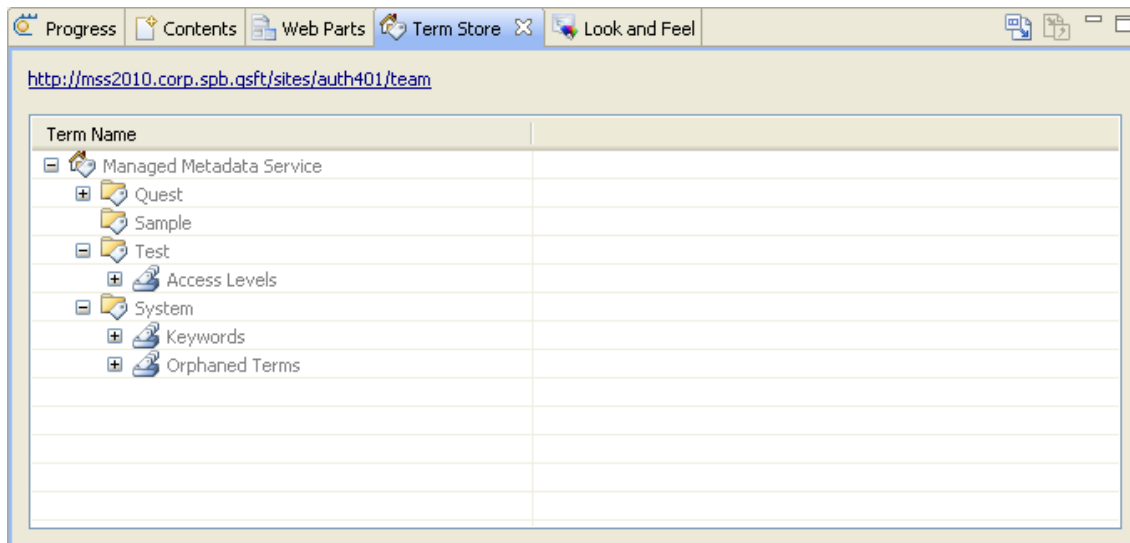 Progress Contents Web Parts Term Store Look and Feel
http://mss2010.corp.spb.qsft/sites/auth401/team
Term Name
Managed Metadata Service
Quest
Sample
Test
Access Levels
System
Keywords
Orphaned Terms